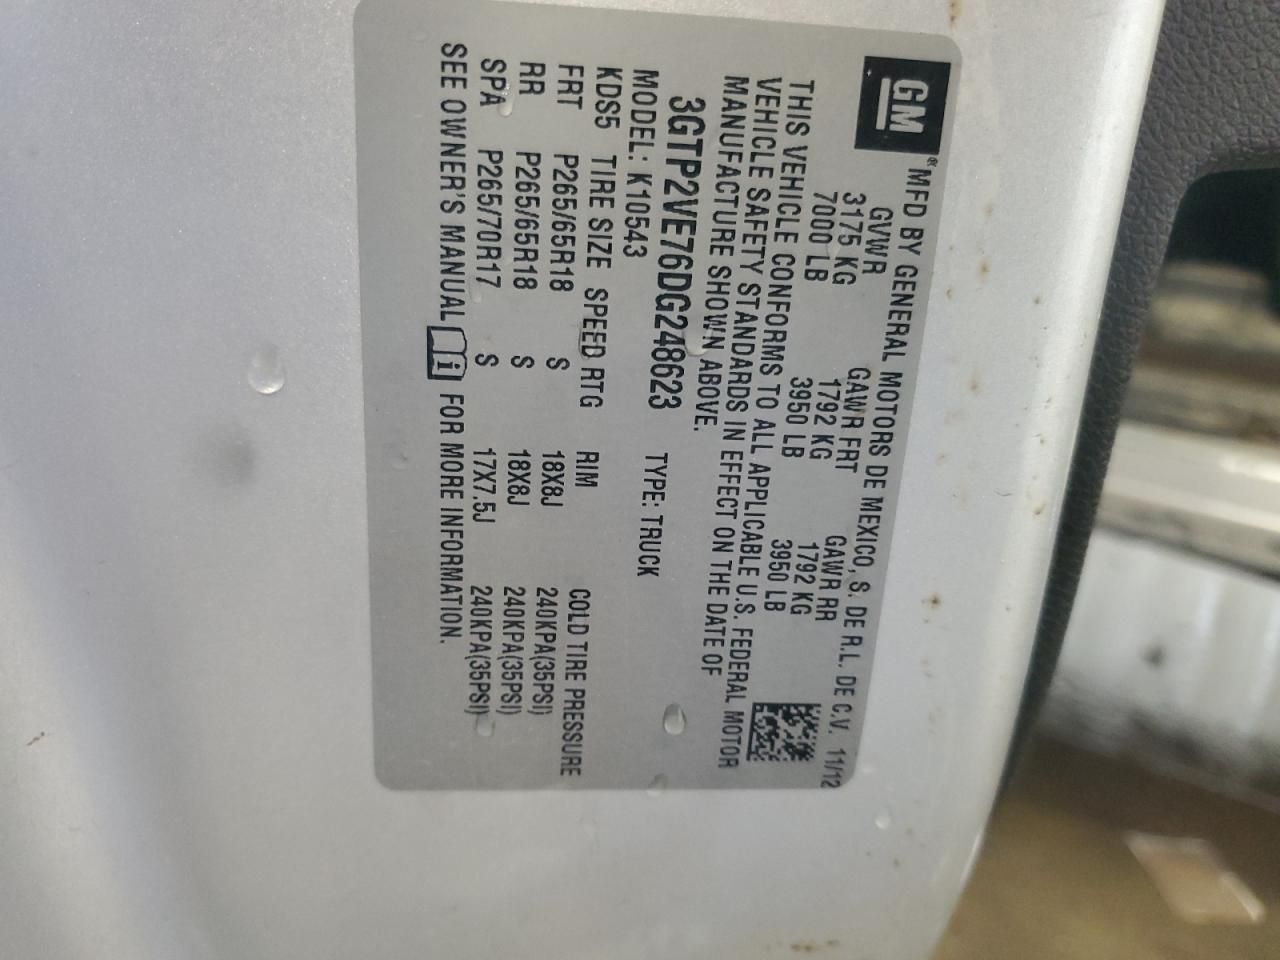 GM ® MFD BY GENERAL MOTORS DE MEXICO, S. DE R.L. DE C.V. 11/12
GVWR GAWR FRT GAWR RR
3175 KG 1792 KG 1792 KG
7000 LB 3950 LB 3950 LB
THIS VEHICLE CONFORMS TO ALL APPLICABLE U.S. FEDERAL MOTOR
VEHICLE SAFETY STANDARDS IN EFFECT ON THE DATE OF
MANUFACTURE SHOWN ABOVE.
3GTP2VE76DG248623 TYPE: TRUCK
MODEL: K10543
KDS5 TIRE SIZE SPEED RTG RIM COLD TIRE PRESSURE
FRT P265/65R18 S 18X8J 240KPA(35PSI)
RR P265/65R18 S 18X8J 240KPA(35PSI)
SPA P265/70R17 S 17X7.5J 240KPA(35PSI)
SEE OWNER'S MANUAL i FOR MORE INFORMATION.